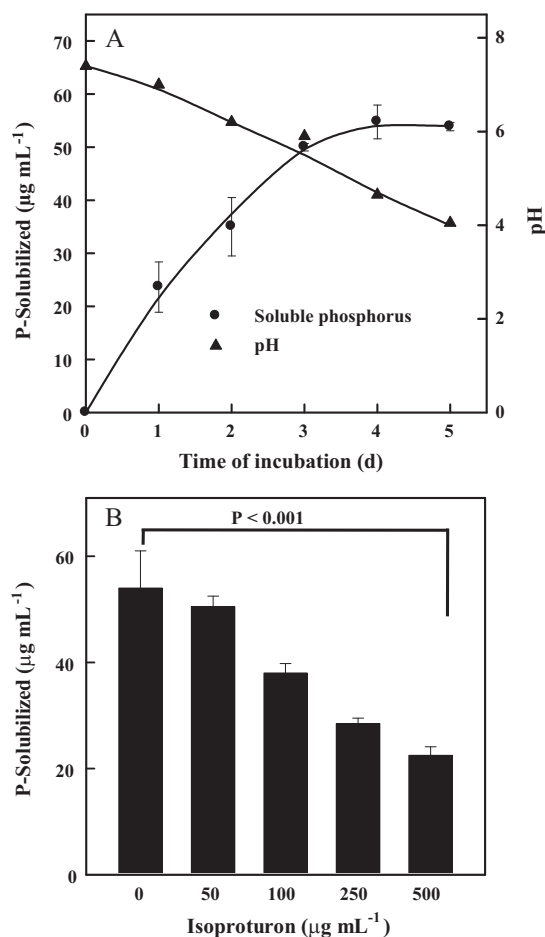 A
P-Solubilized (µg mL⁻¹)
70
60
50
40
30
20
10
0
8
6
4
2
0
pH
Soluble phosphorus
pH
0 1 2 3 4 5
Time of incubation (d)
B
P < 0.001
P-Solubilized (µg mL⁻¹)
60
40
20
0
0 50 100 250 500
Isoproturon (µg mL⁻¹)